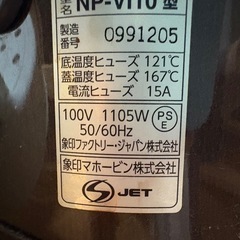 型名 NP-VI10 型
製造番号 0991205
底温度ヒューズ 121℃
蓋温度ヒューズ 167℃
電流ヒューズ 15A
100V 1105W
50/60Hz
PSE
象印ファクトリー・ジャパン株式会社
象印マホービン株式会社
S JET